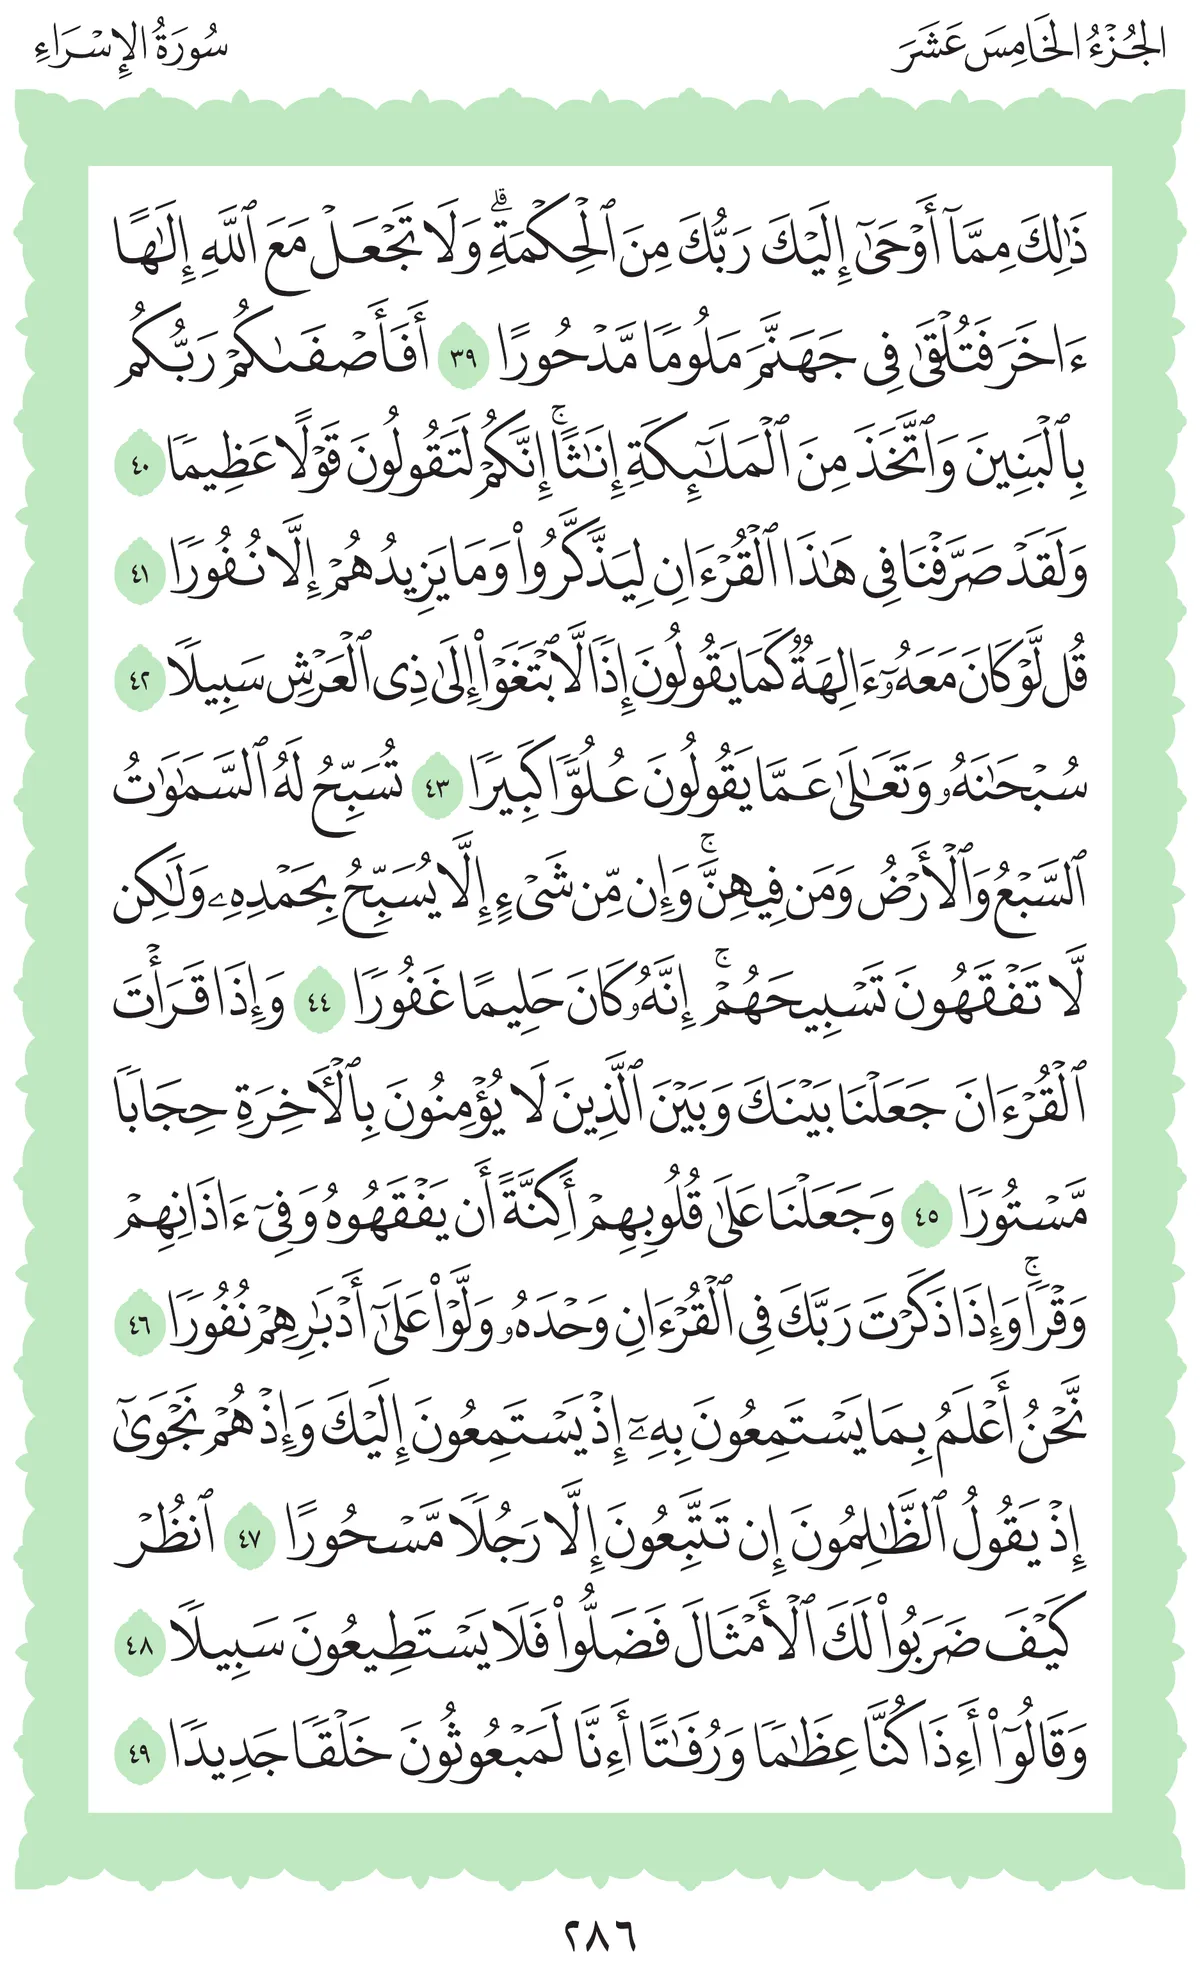 الجُزْءُ الخَامِسَ عَشَرَ
سُورَةُ الإِسْرَاءِ
ذَٰلِكَ مِمَّآ أَوْحَىٰٓ إِلَيْكَ رَبُّكَ مِنَ ٱلْحِكْمَةِۗ وَلَا تَجْعَلْ مَعَ ٱللَّهِ إِلَٰهًا
ءَاخَرَ فَتُلْقَىٰ فِى جَهَنَّمَ مَلُومًا مَّدْحُورًا ٣٩ أَفَأَصْفَىٰكُمْ رَبُّكُم
بِٱلْبَنِينَ وَٱتَّخَذَ مِنَ ٱلْمَلَٰٓئِكَةِ إِنَٰثًاۚ إِنَّكُمْ لَتَقُولُونَ قَوْلًا عَظِيمًا ٤٠
وَلَقَدْ صَرَّفْنَا فِى هَٰذَا ٱلْقُرْءَانِ لِيَذَّكَّرُوا۟ وَمَا يَزِيدُهُمْ إِلَّا نُفُورًا ٤١
قُل لَّوْ كَانَ مَعَهُۥٓ ءَالِهَةٌ كَمَا يَقُولُونَ إِذًا لَّٱبْتَغَوْا۟ إِلَىٰ ذِى ٱلْعَرْشِ سَبِيلًا ٤٢
سُبْحَٰنَهُۥ وَتَعَٰلَىٰ عَمَّا يَقُولُونَ عُلُوًّا كَبِيرًا ٤٣ تُسَبِّحُ لَهُ ٱلسَّمَٰوَٰتُ
ٱلسَّبْعُ وَٱلْأَرْضُ وَمَن فِيهِنَّۚ وَإِن مِّن شَىْءٍ إِلَّا يُسَبِّحُ بِحَمْدِهِۦ وَلَٰكِن
لَّا تَفْقَهُونَ تَسْبِيحَهُمْۚ إِنَّهُۥ كَانَ حَلِيمًا غَفُورًا ٤٤ وَإِذَا قَرَأْتَ
ٱلْقُرْءَانَ جَعَلْنَا بَيْنَكَ وَبَيْنَ ٱلَّذِينَ لَا يُؤْمِنُونَ بِٱلْأَخِرَةِ حِجَابًا
مَّسْتُورًا ٤٥ وَجَعَلْنَا عَلَىٰ قُلُوبِهِمْ أَكِنَّةً أَن يَفْقَهُوهُ وَفِىٓ ءَاذَانِهِمْ
وَقْرًاۚ وَإِذَا ذَكَرْتَ رَبَّكَ فِى ٱلْقُرْءَانِ وَحْدَهُۥ وَلَّوْا۟ عَلَىٰٓ أَدْبَٰرِهِمْ نُفُورًا ٤٦
نَّحْنُ أَعْلَمُ بِمَا يَسْتَمِعُونَ بِهِۦٓ إِذْ يَسْتَمِعُونَ إِلَيْكَ وَإِذْ هُمْ نَجْوَىٰٓ
إِذْ يَقُولُ ٱلظَّٰلِمُونَ إِن تَتَّبِعُونَ إِلَّا رَجُلًا مَّسْحُورًا ٤٧ ٱنظُرْ
كَيْفَ ضَرَبُوا۟ لَكَ ٱلْأَمْثَالَ فَضَلُّوا۟ فَلَا يَسْتَطِيعُونَ سَبِيلًا ٤٨
وَقَالُوٓا۟ أَءِذَا كُنَّا عِظَٰمًا وَرُفَٰتًا أَءِنَّا لَمَبْعُوثُونَ خَلْقًا جَدِيدًا ٤٩
٢٨٦